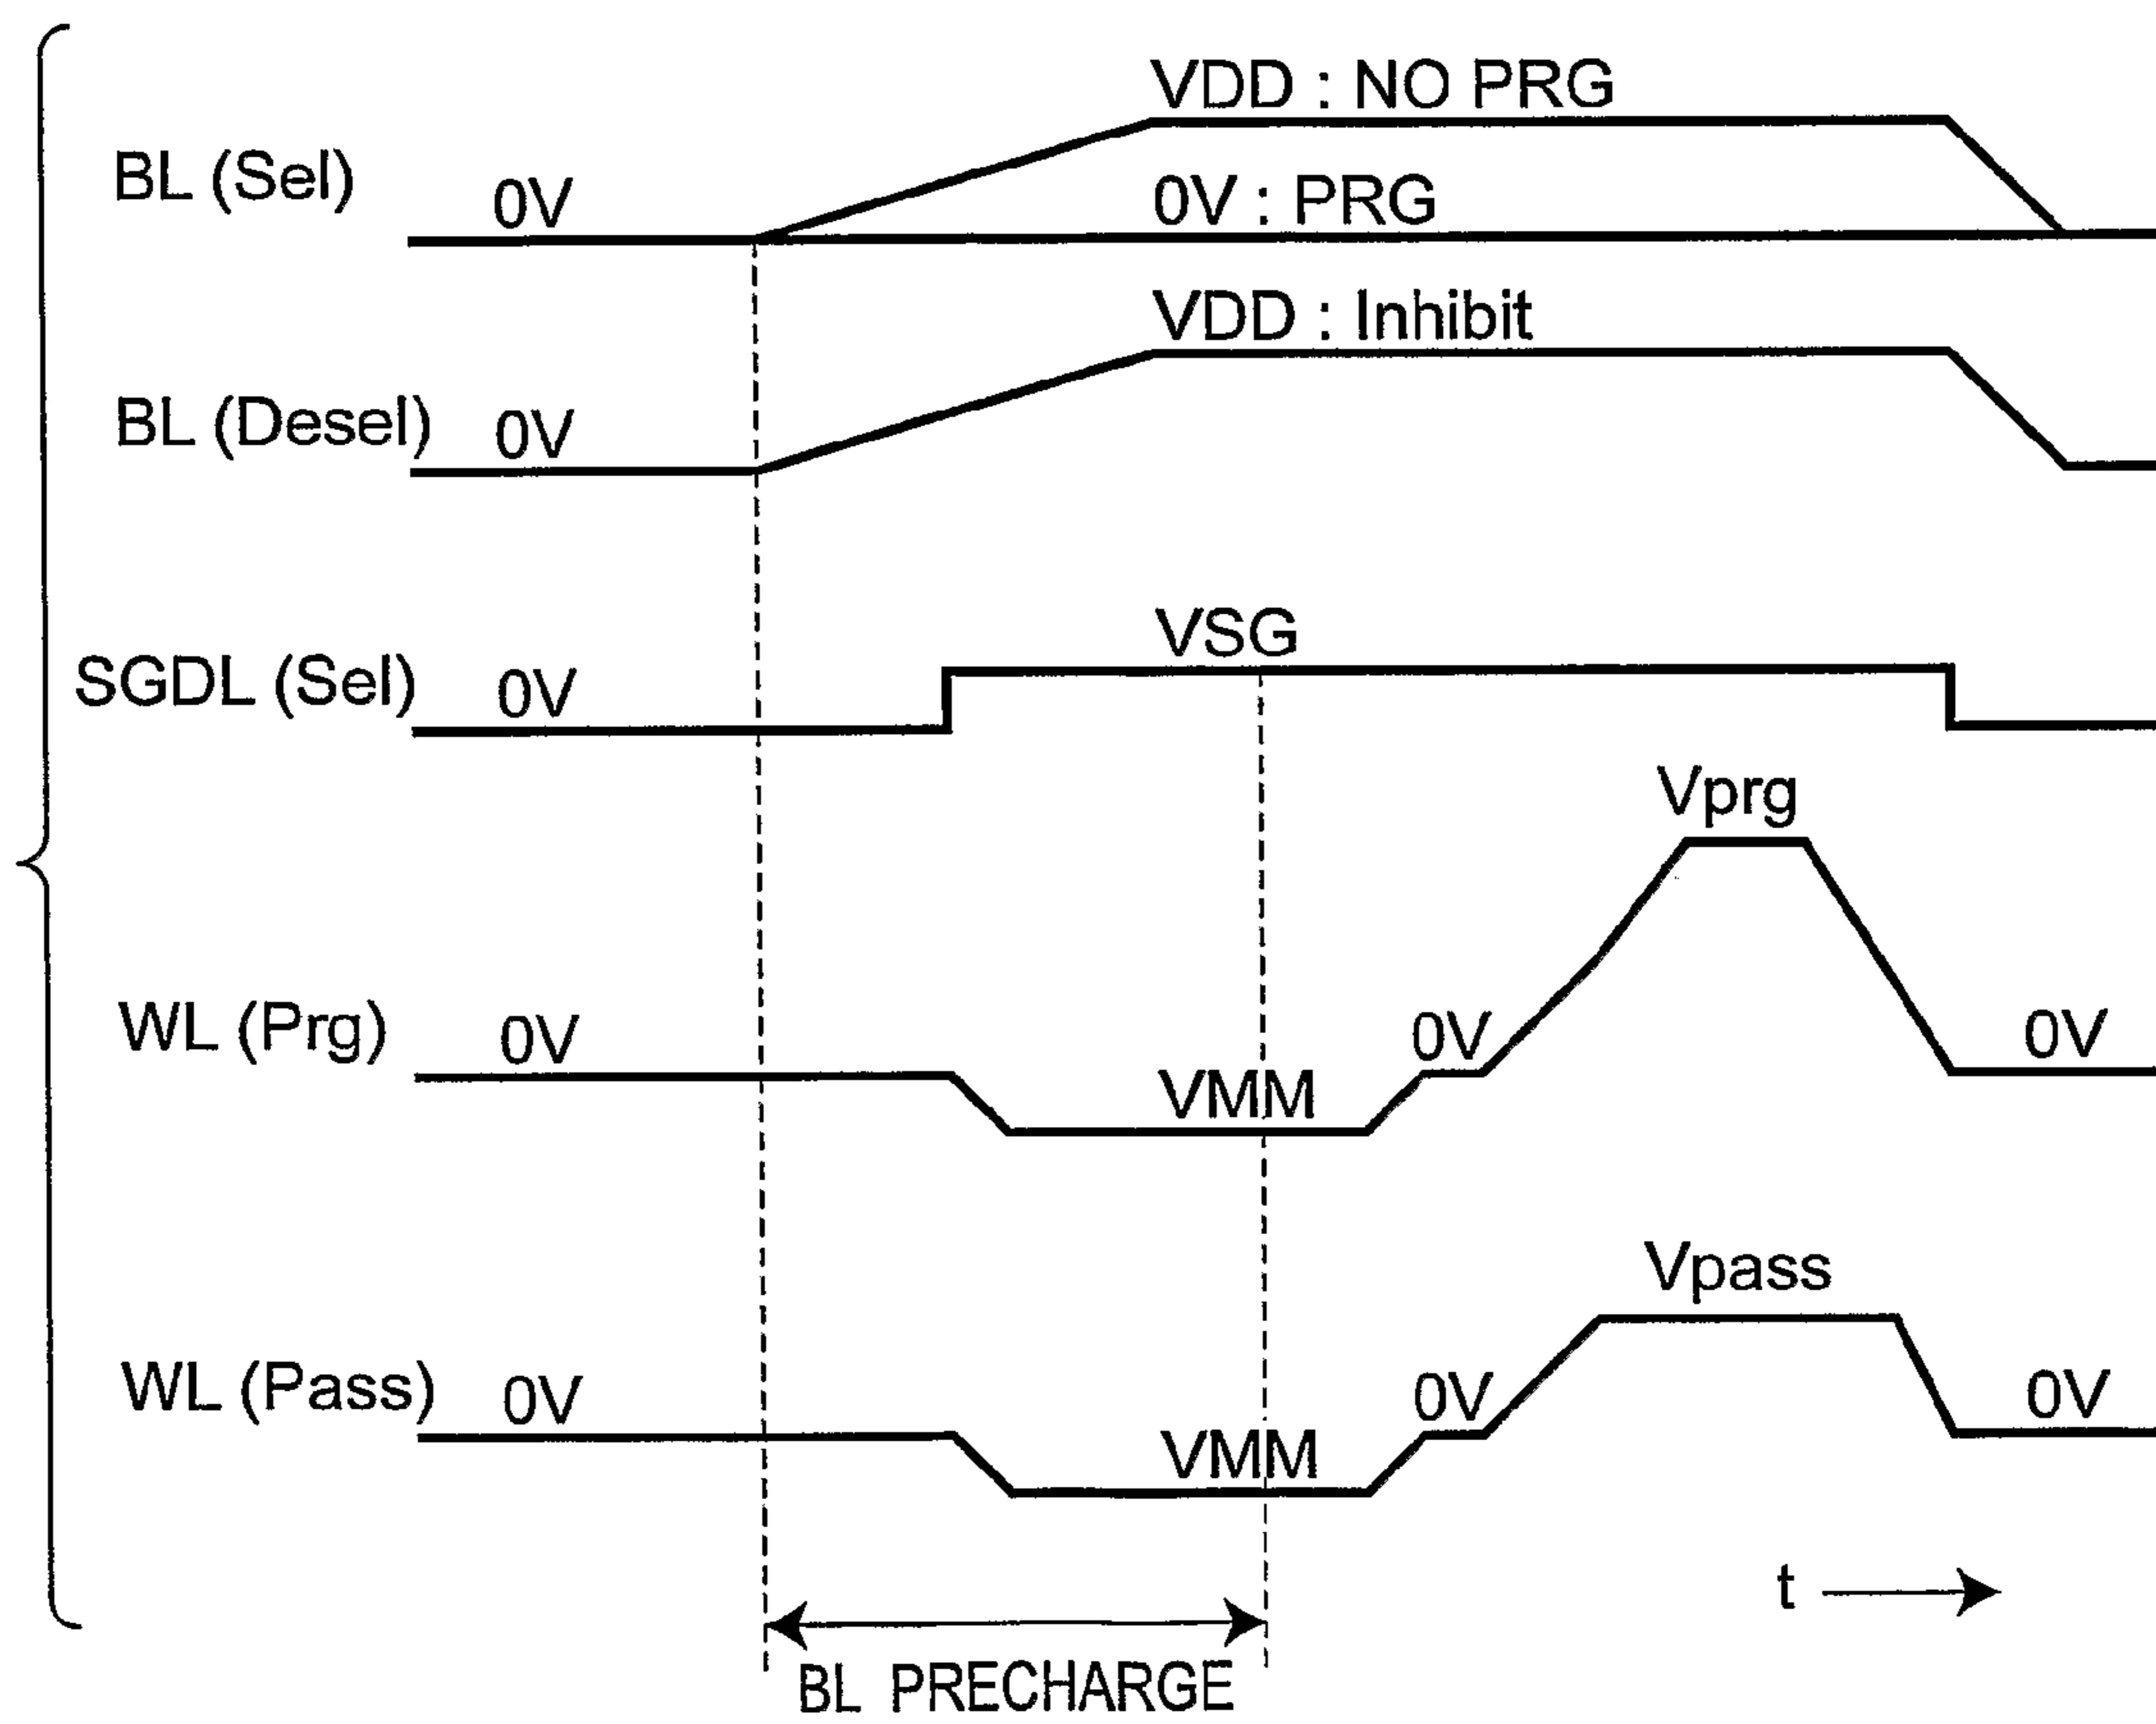 VDD : NO PRG
BL (Sel)
0V
0V : PRG
VDD : Inhibit
BL (Desel)
0V
VSG
SGDL (Sel)
0V
Vprg
WL (Prg)
0V
0V
0V
VMM
Vpass
WL (Pass)
0V
0V
0V
VMM
t
BL PRECHARGE